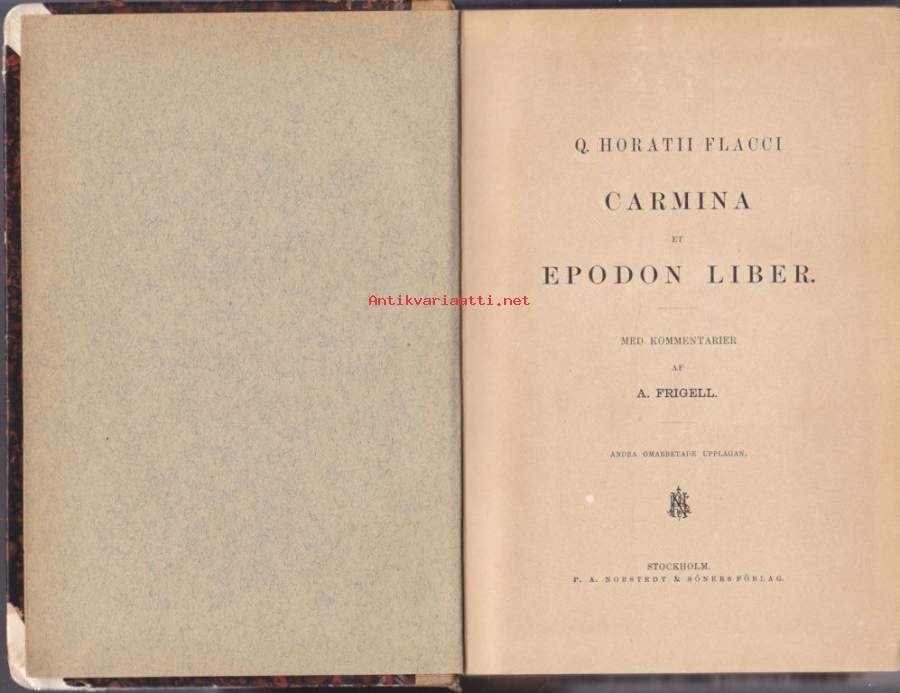 Q. HORATII FLACCI
CARMINA
ET
EPODON LIBER.
Antikvariaatti.net
MED KOMMENTARIER
AF
A. FRIGELL.
ANDRA OMARBETADE UPPLAGAN.
STOCKHOLM.
P. A. NORSTEDT & SÖNERS FÖRLAG.